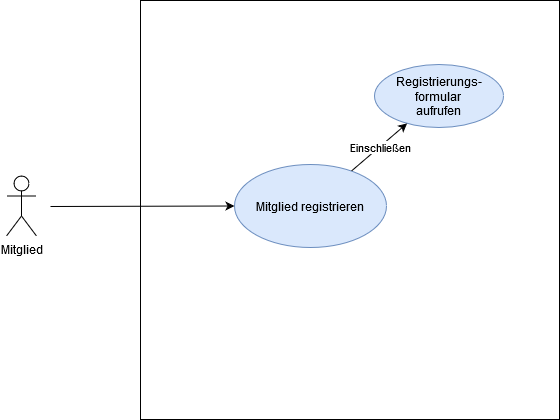 Registrierungs-
formular
aufrufen
Einschließen
Mitglied registrieren
Mitglied